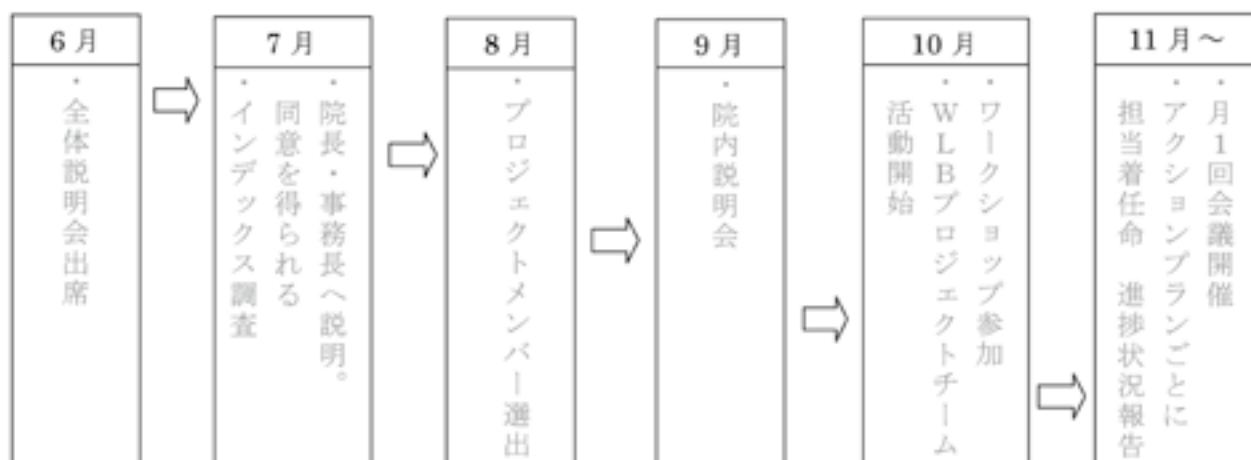 6月
・全体説明会出席
7月
・院長・事務長へ説明。
同意を得られる
・インデックス調査
8月
・プロジェクトメンバー選出
9月
・院内説明会
10月
・ワークショップ参加
・WLBプロジェクトチーム
活動開始
11月～
・月1回会議開催
・アクションプランごとに
担当着任命 進捗状況報告